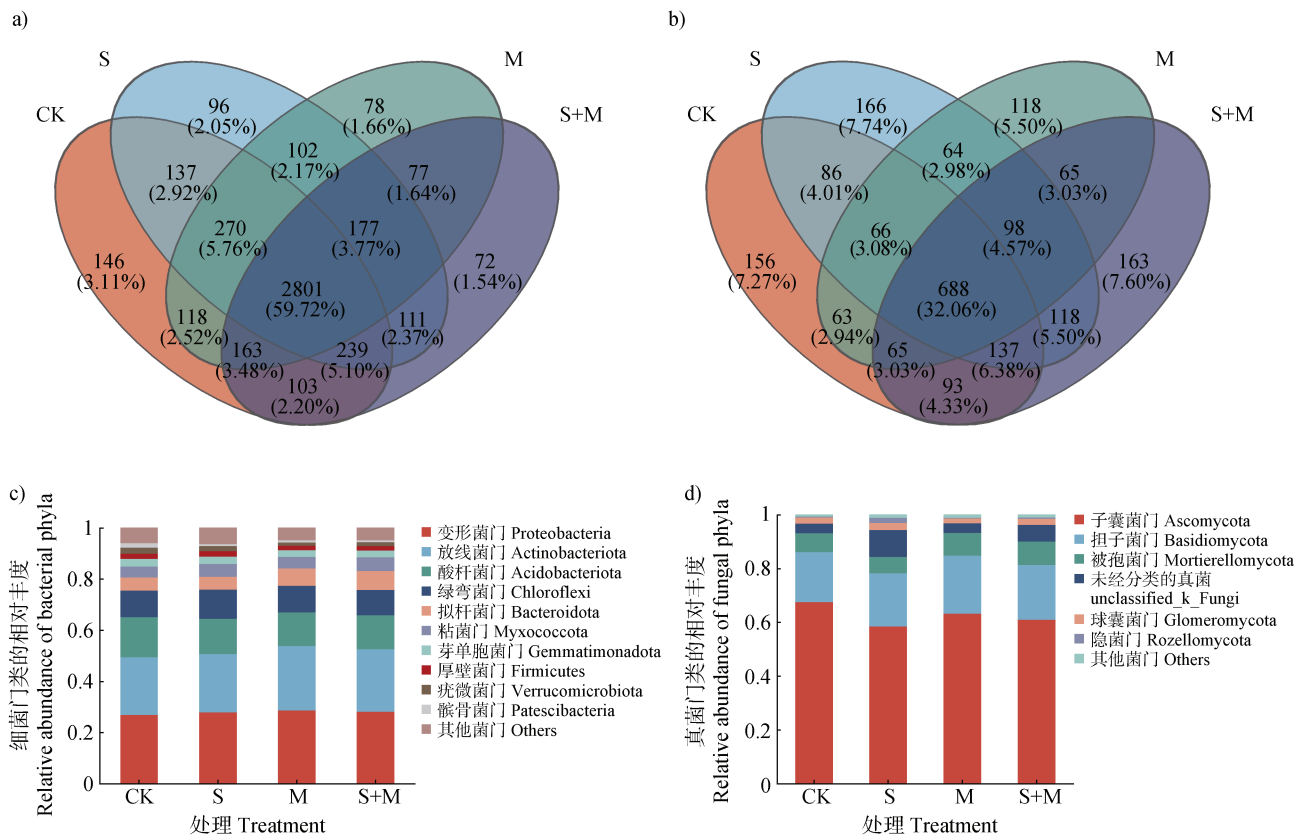 a)
S
M
CK
S+M
96
(2.05%)
78
(1.66%)
102
(2.17%)
137
(2.92%)
77
(1.64%)
270
(5.76%)
177
(3.77%)
146
(3.11%)
72
(1.54%)
2801
(59.72%)
118
(2.52%)
111
(2.37%)
163
(3.48%)
239
(5.10%)
103
(2.20%)
b)
S
M
CK
S+M
166
(7.74%)
118
(5.50%)
64
(2.98%)
86
(4.01%)
65
(3.03%)
66
(3.08%)
98
(4.57%)
156
(7.27%)
163
(7.60%)
688
(32.06%)
63
(2.94%)
118
(5.50%)
65
(3.03%)
137
(6.38%)
93
(4.33%)
c)
细菌门类的相对丰度
Relative abundance of bacterial phyla
1
0.8
0.6
0.4
0.2
0
CK S M S+M
处理 Treatment
变形菌门 Proteobacteria
放线菌门 Actinobacteriota
酸杆菌门 Acidobacteriota
绿弯菌门 Chloroflexi
拟杆菌门 Bacteroidota
粘菌门 Myxococcota
芽单胞菌门 Gemmatimonadota
厚壁菌门 Firmicutes
疣微菌门 Verrucomicrobiota
髌骨菌门 Patescibacteria
其他菌门 Others
d)
真菌门类的相对丰度
Relative abundance of fungal phyla
1
0.8
0.6
0.4
0.2
0
CK S M S+M
处理 Treatment
子囊菌门 Ascomycota
担子菌门 Basidiomycota
被孢菌门 Mortierellomycota
未经分类的真菌
unclassified_k_Fungi
球囊菌门 Glomeromycota
隐菌门 Rozellomycota
其他菌门 Others